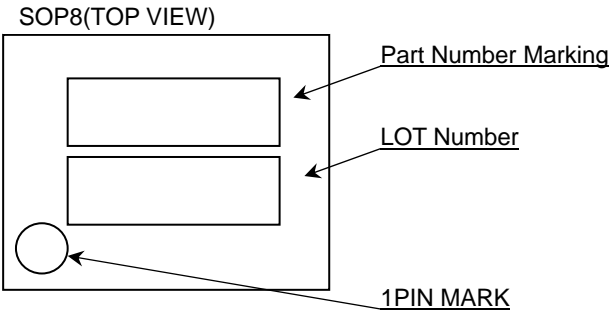 SOP8(TOP VIEW)
Part Number Marking
LOT Number
1PIN MARK